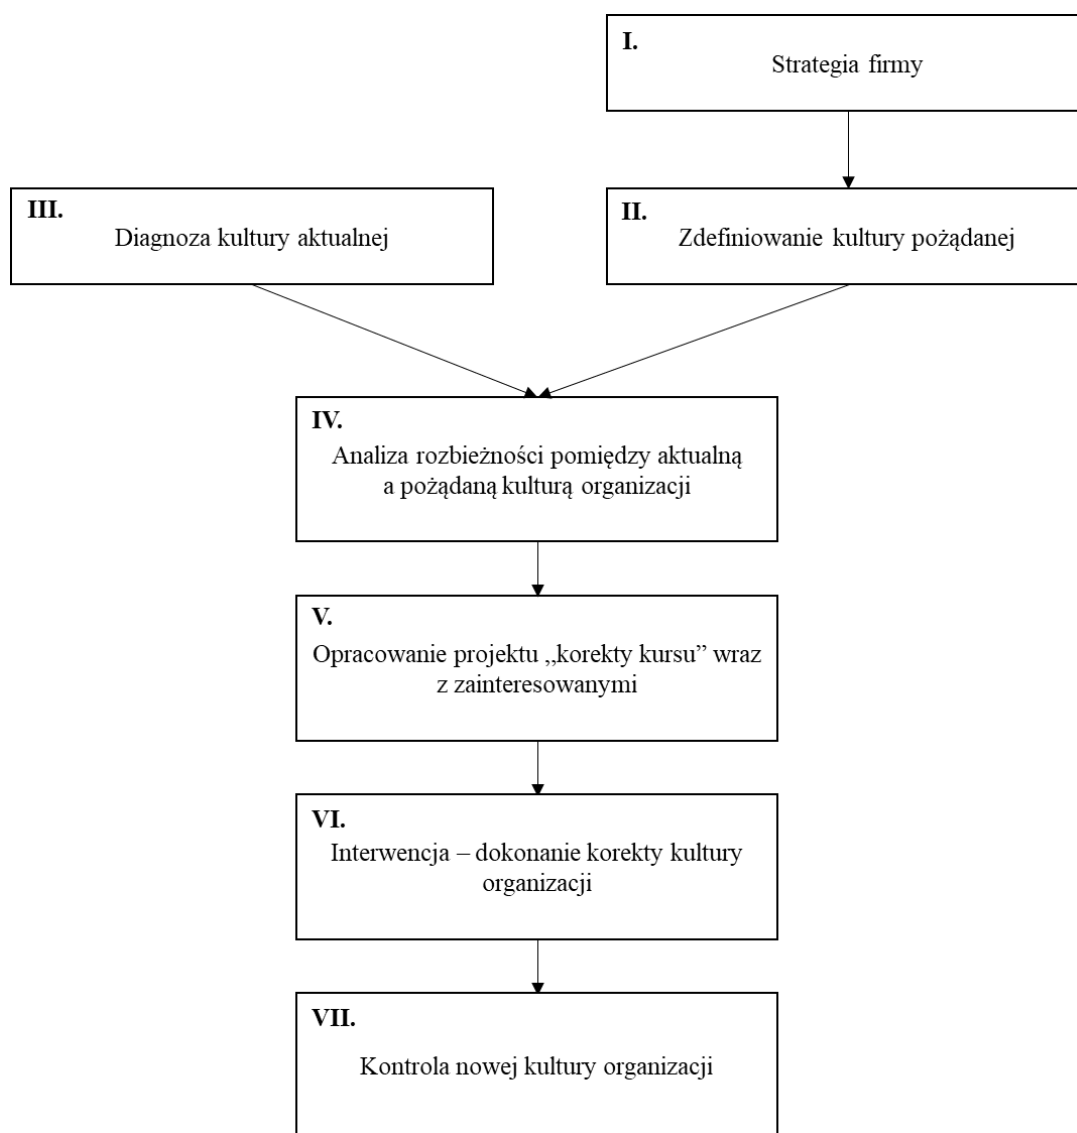 I.
Strategia firmy
III.
Diagnoza kultury aktualnej
II.
Zdefiniowanie kultury pożądanej
IV.
Analiza rozbieżności pomiędzy aktualną
a pożądaną kulturą organizacji
V.
Opracowanie projektu „korekty kursu” wraz
z zainteresowanymi
VI.
Interwencja – dokonanie korekty kultury
organizacji
VII.
Kontrola nowej kultury organizacji